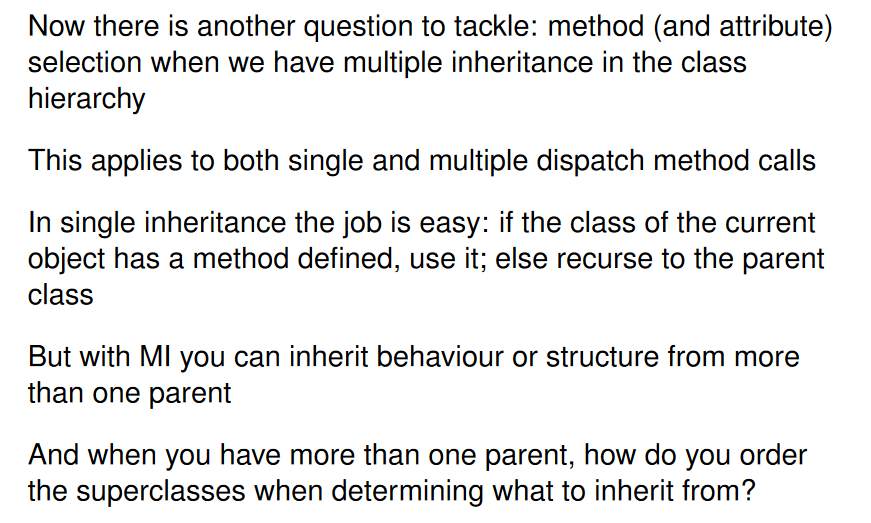 Now there is another question to tackle: method (and attribute)
selection when we have multiple inheritance in the class
hierarchy
This applies to both single and multiple dispatch method calls
In single inheritance the job is easy: if the class of the current
object has a method defined, use it; else recurse to the parent
class
But with MI you can inherit behaviour or structure from more
than one parent
And when you have more than one parent, how do you order
the superclasses when determining what to inherit from?